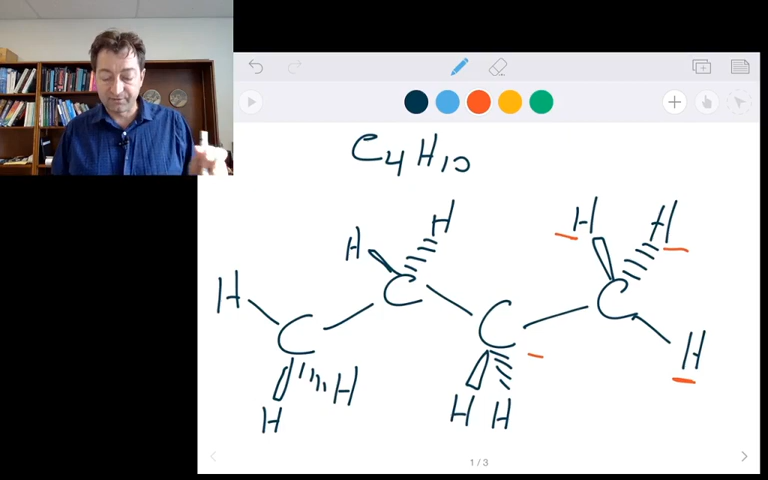 C4H10
H H H H
H C C
C C H
H H H H
1 / 3